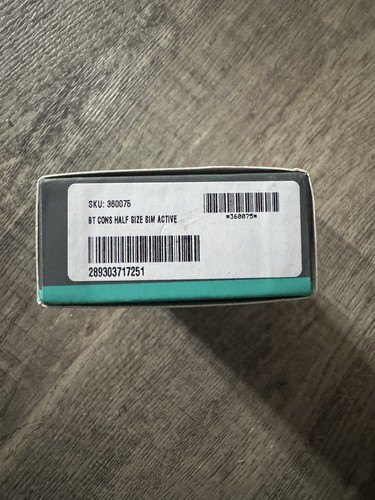 SKU: 360075
*360075*
BT CONS HALF SIZE SIM ACTIVE
289303717251